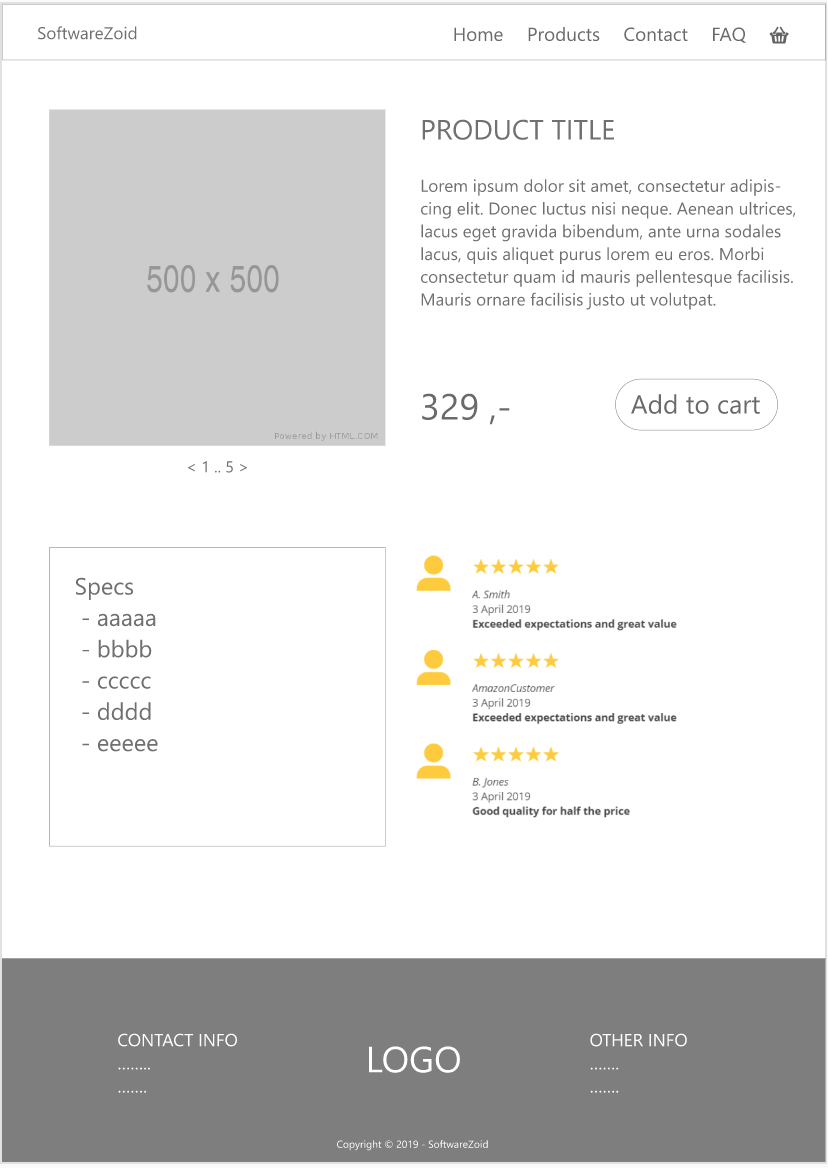 SoftwareZoid
Home Products Contact FAQ
500 x 500
Powered by HTML.COM
< 1 .. 5 >
PRODUCT TITLE
Lorem ipsum dolor sit amet, consectetur adipis-
cing elit. Donec luctus nisi neque. Aenean ultrices,
lacus eget gravida bibendum, ante urna sodales
lacus, quis aliquet purus lorem eu eros. Morbi
consectetur quam id mauris pellentesque facilisis.
Mauris ornare facilisis justo ut volutpat.
329 ,-
Add to cart
Specs
- aaaaa
- bbbb
- ccccc
- dddd
- eeeee
A. Smith
3 April 2019
Exceeded expectations and great value
AmazonCustomer
3 April 2019
Exceeded expectations and great value
B. Jones
3 April 2019
Good quality for half the price
CONTACT INFO
........
.......
LOGO
OTHER INFO
.......
.......
Copyright © 2019 - SoftwareZoid